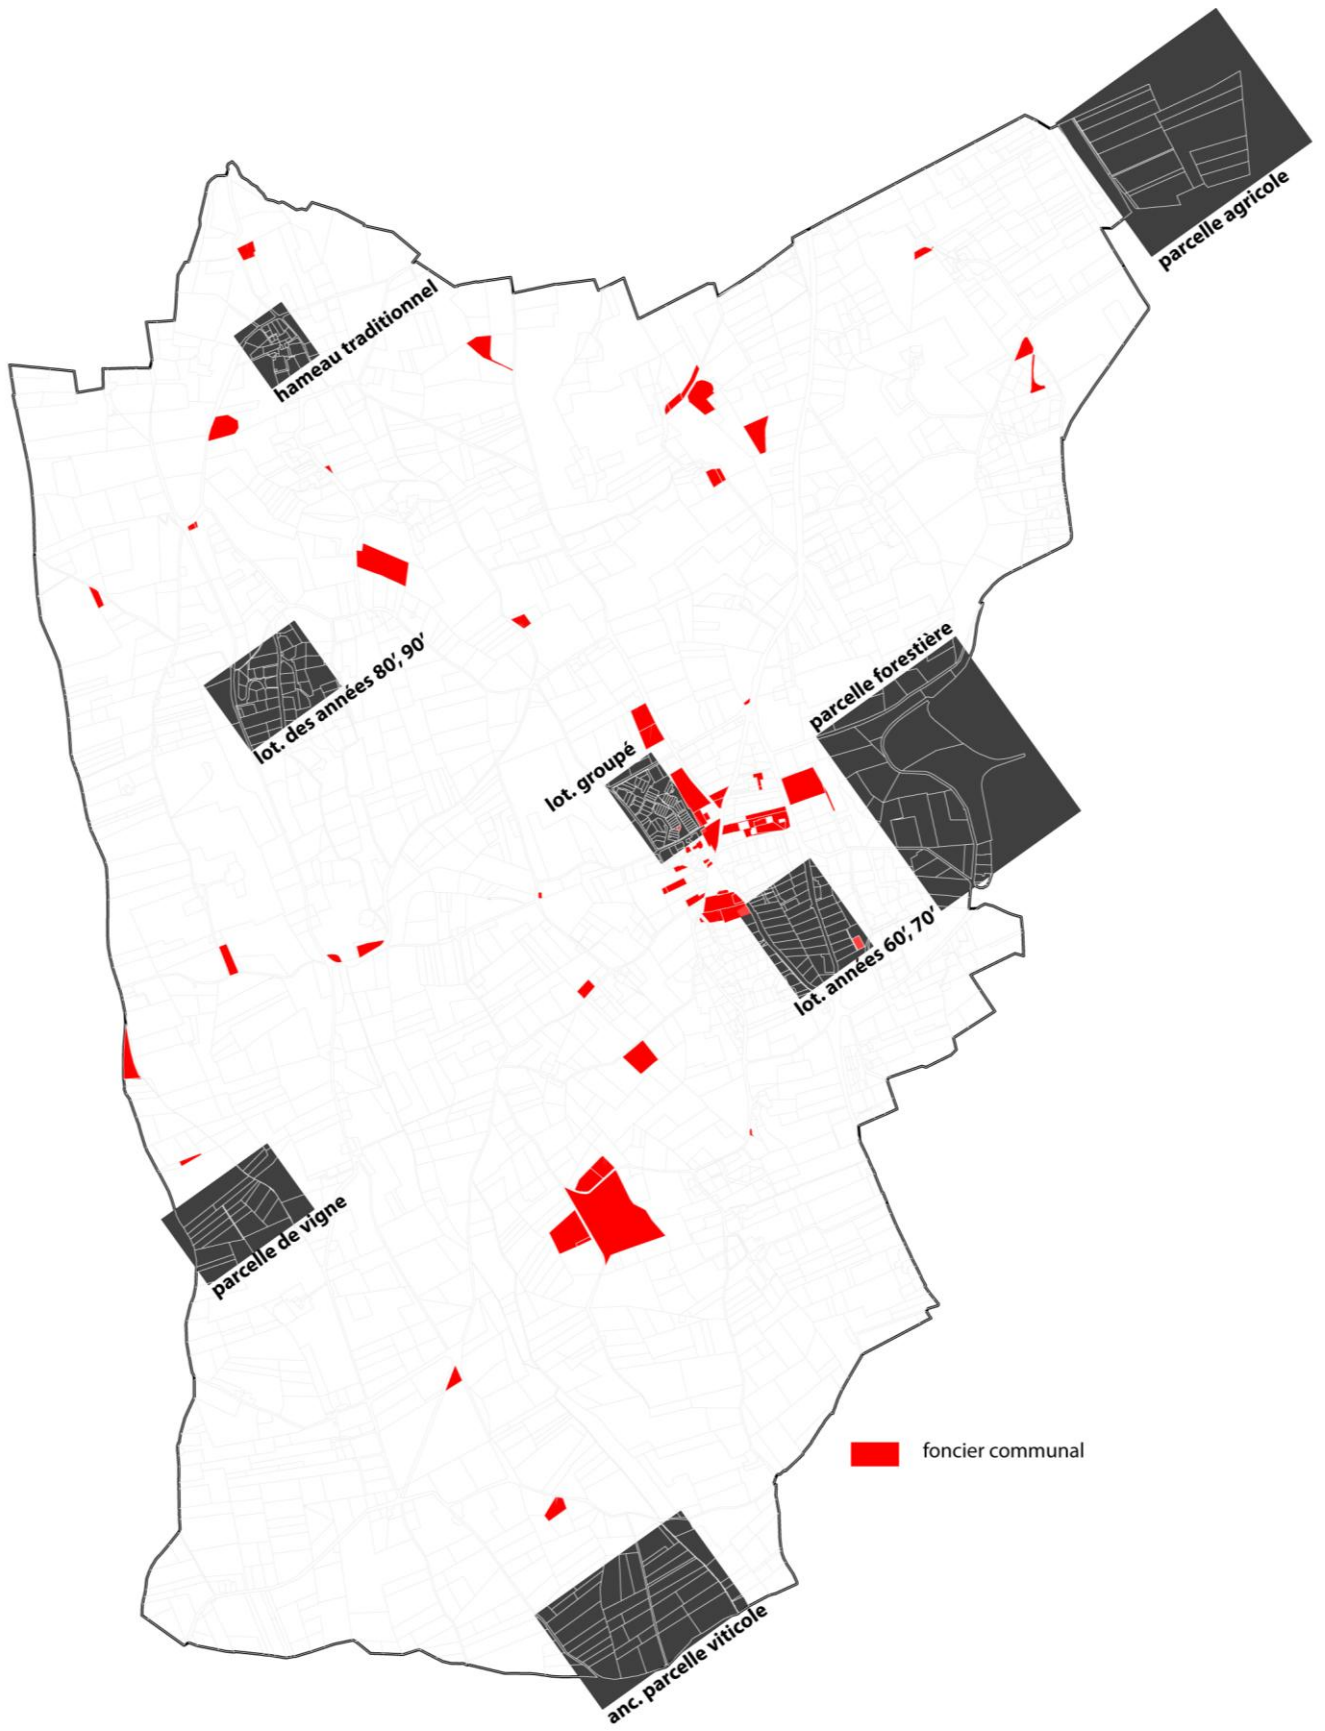 parcelle agricole
hameau traditionnel
parcelle forestière
lot. des années 80', 90'
lot. groupé
lot. années 60', 70'
parcelle de vigne
foncier communal
anc. parcelle viticole